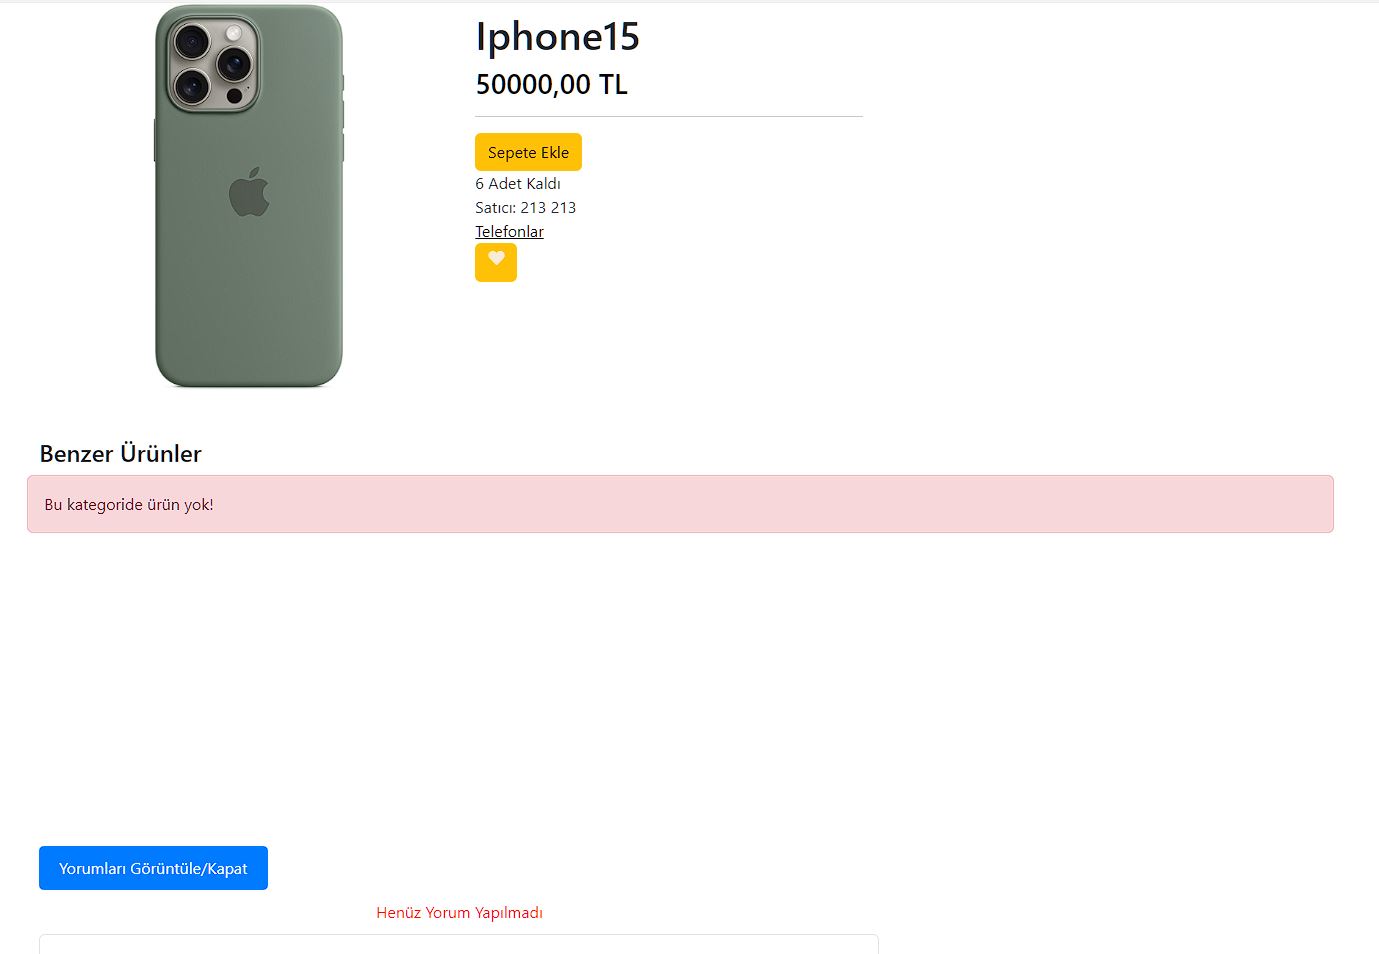 Iphone15
50000,00 TL
Sepete Ekle
6 Adet Kaldı
Satıcı: 213 213
Telefonlar
Benzer Ürünler
Bu kategoride ürün yok!
Yorumları Görüntüle/Kapat
Henüz Yorum Yapılmadı